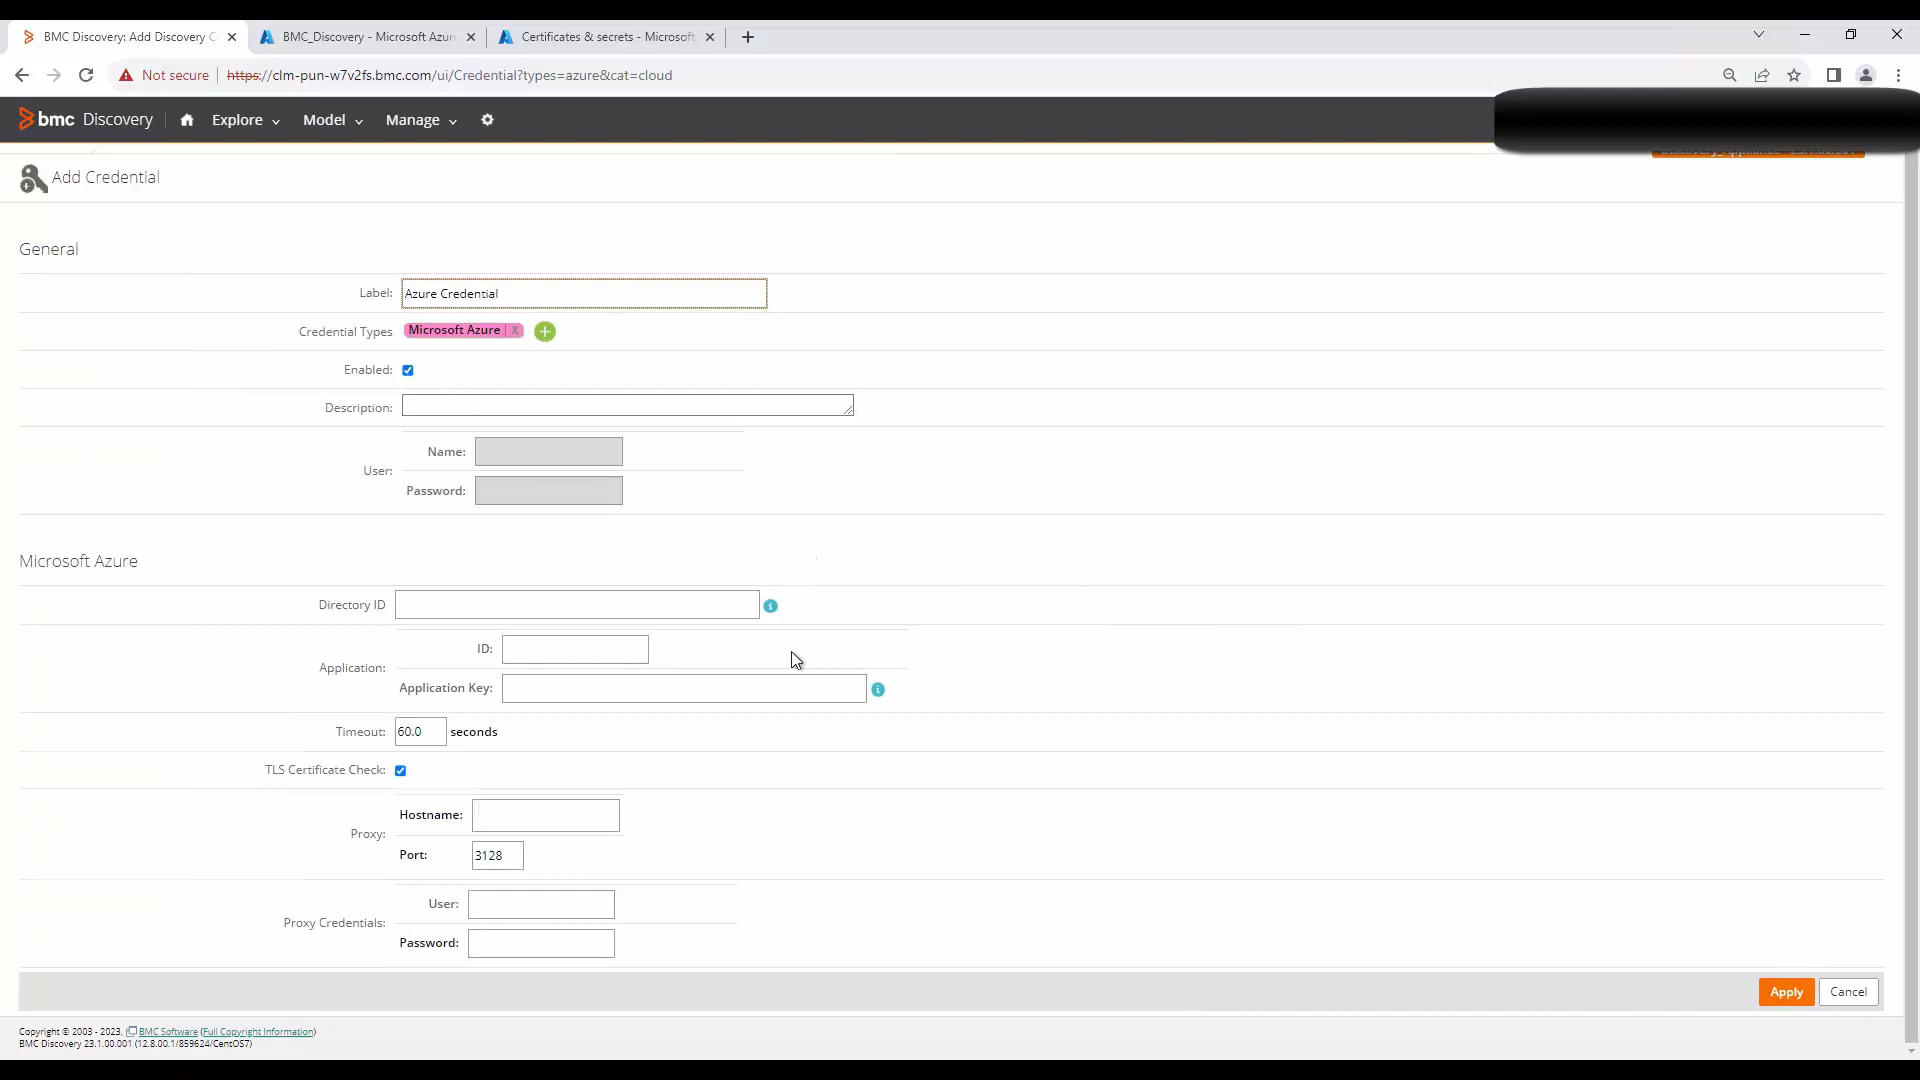 BMC Discovery: Add Discovery C
BMC_Discovery - Microsoft Azur
Certificates & secrets - Microsoft
Not secure
https://clm-pun-w7v2fs.bmc.com/ui/Credential?types=azure&cat=cloud
bmc Discovery
Explore
Model
Manage
Add Credential
General
Label: Azure Credential
Credential Types Microsoft Azure x
Enabled:
Description:
Name:
User:
Password:
Microsoft Azure
Directory ID
ID:
Application:
Application Key:
Timeout: 60.0 seconds
TLS Certificate Check:
Hostname:
Proxy:
Port: 3128
User:
Proxy Credentials:
Password:
Apply
Cancel
Copyright © 2003 - 2023, BMC Software (Full Copyright Information)
BMC Discovery 23.1.00.001 (12.8.00.1/859624/CentOS7)